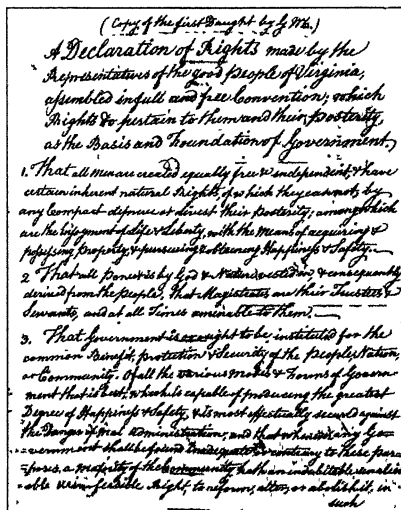 (Copy of the first Daught by G M.)
A Declaration of Rights made by the
Representatives of the good People of Virginia,
assembled in full and free Convention; which
Rights do pertain to them and their Posterity,
as the Basis and Foundation of Government.
1. That all men are created equally free & independent, & have
certain inherent natural Rights, of which they cannot, by
any Compact, deprive or divest their Posterity; among which
are the Enjoyment of Life & Liberty, with the Means of acquiring &
possessing Property, & pursueing & obtaining Happiness & Safety.
2 That all Power is by God & Nature vested in, & consequently
derived from the People; that Magistrates are their Trustees &
Servants, and at all Times aminable to them.
3. That Government is or ought to be instituted for the
common Benefit, protection & Security of the People, Nation,
or Community. Of all the various Modes & Forms of Govern-
ment that is best, which is capable of producing the greatest
Degree of Happiness & Safety, & is most effectually secured against
the Danger of mal administration; and that whenever any Go-
vernment shall be found inadequate or contrary to these pur-
poses, a Majority of the Community hath an indubitable unalien-
able & indefeasible Right to reform, alter, or abolish it, in
such